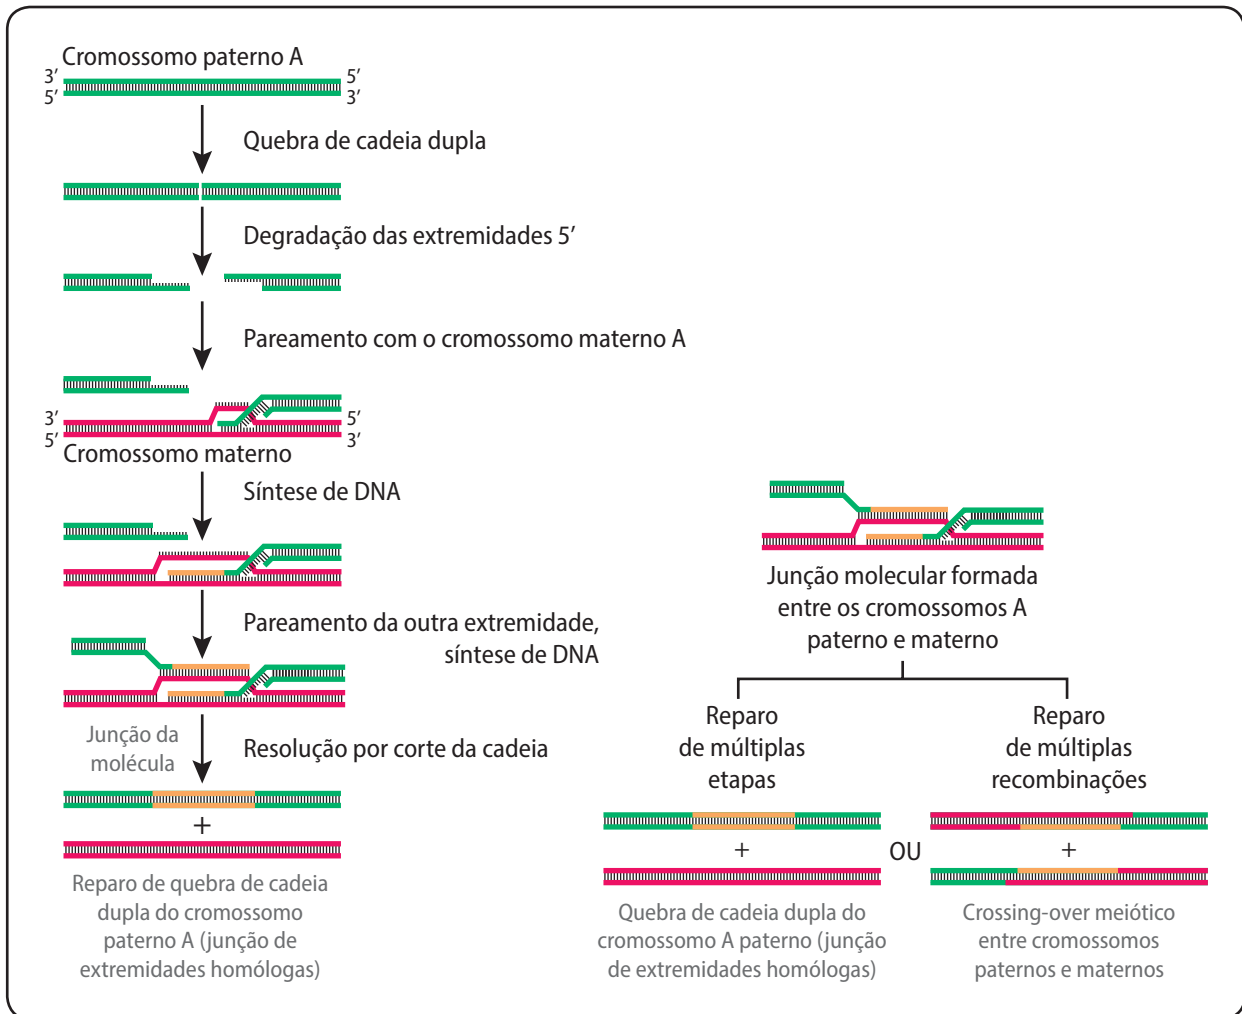 Cromossomo paterno A
3′ 5′
5′ 3′
Quebra de cadeia dupla
Degradação das extremidades 5′
Pareamento com o cromossomo materno A
3′ 5′
5′ 3′
Cromossomo materno
Síntese de DNA
Pareamento da outra extremidade,
síntese de DNA
Junção da
molécula
Resolução por corte da cadeia
+
Reparo de quebra de cadeia
dupla do cromossomo
paterno A (junção de
extremidades homólogas)
Junção molecular formada
entre os cromossomos A
paterno e materno
Reparo
de múltiplas
etapas
+
Quebra de cadeia dupla do
cromossomo A paterno (junção
de extremidades homólogas)
OU
Reparo
de múltiplas
recombinações
+
Crossing-over meiótico
entre cromossomos
paternos e maternos